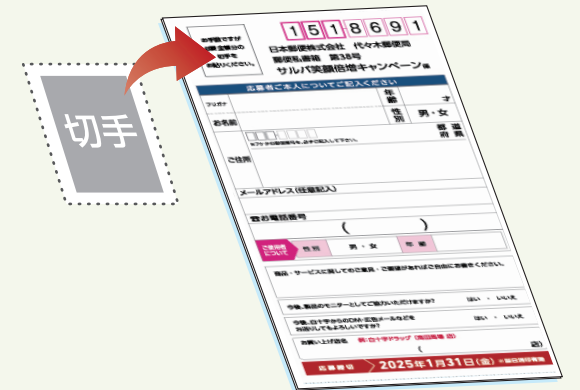 切手
お手数ですが
切手を
お貼りください。
1518691
日本郵便株式会社 代々木郵便局
郵便私書箱 第38号
サルバ笑顔倍増キャンペーン係
応募者ご本人についてご記入ください
フリガナ
お名前
年齢
才
性別
男・女
ご住所
都 道
府 県
メールアドレス(任意記入)
☎お電話番号
( )
ご使用者
について
性別
男・女
年齢
商品・サービスに関してのご意見・ご要望があればご自由にお書きください。
今後、製品のモニターとしてご協力いただけますか?
はい ・ いいえ
今後、白十字からのDM・広告メールなどを
お送りしてもよろしいですか?
はい ・ いいえ
お買い上げ店名
例:白十字ドラッグ(池袋西場 店)
( 店)
応募締切
2025年1月31日(金)※当日消印有効